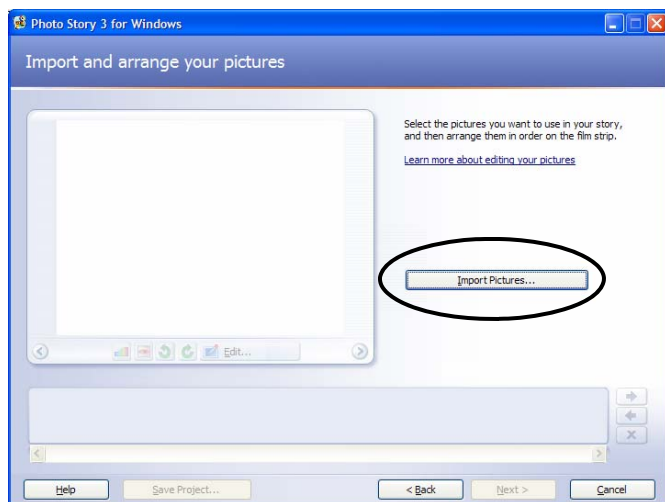 Photo Story 3 for Windows
Import and arrange your pictures
Select the pictures you want to use in your story,
and then arrange them in order on the film strip.
Learn more about editing your pictures
Import Pictures...
Edit...
Help
Save Project...
< Back
Next >
Cancel